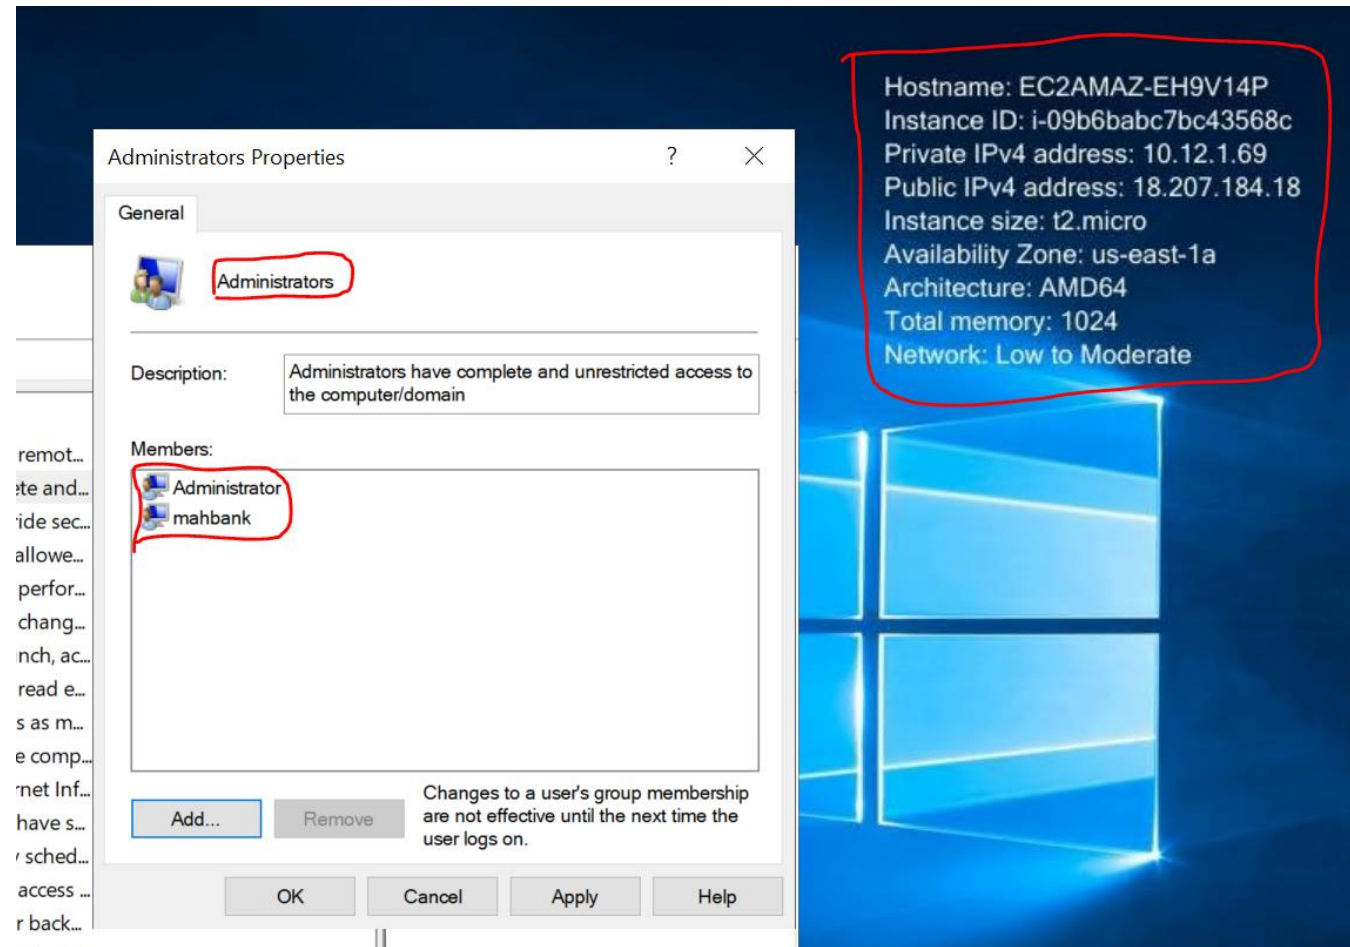 Hostname: EC2AMAZ-EH9V14P
Instance ID: i-09b6babc7bc43568c
Private IPv4 address: 10.12.1.69
Public IPv4 address: 18.207.184.18
Instance size: t2.micro
Availability Zone: us-east-1a
Architecture: AMD64
Total memory: 1024
Network: Low to Moderate
Administrators Properties
?
General
Administrators
Description:
Administrators have complete and unrestricted access to
the computer/domain
Members:
Administrator
mahbank
Add...
Remove
Changes to a user's group membership
are not effective until the next time the
user logs on.
OK
Cancel
Apply
Help
remot...
ete and...
ride sec...
allowe...
perfor...
chang...
nch, ac...
read e...
s as m...
e comp...
rnet Inf...
have s...
y sched...
access ...
r back...